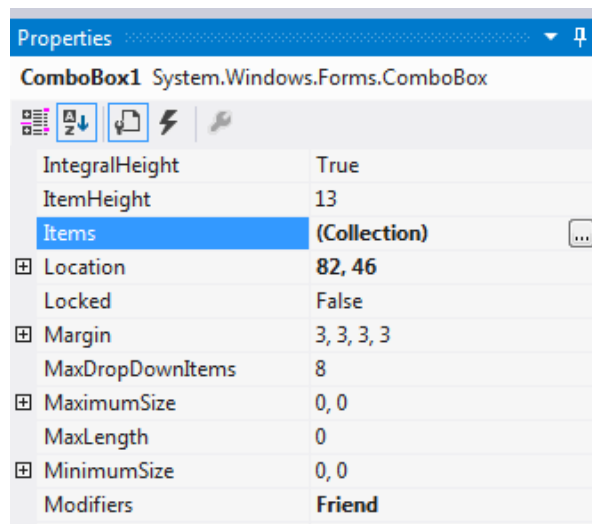 Properties
ComboBox1 System.Windows.Forms.ComboBox
IntegralHeight True
ItemHeight 13
Items (Collection) ...
Location 82, 46
Locked False
Margin 3, 3, 3, 3
MaxDropDownItems 8
MaximumSize 0, 0
MaxLength 0
MinimumSize 0, 0
Modifiers Friend